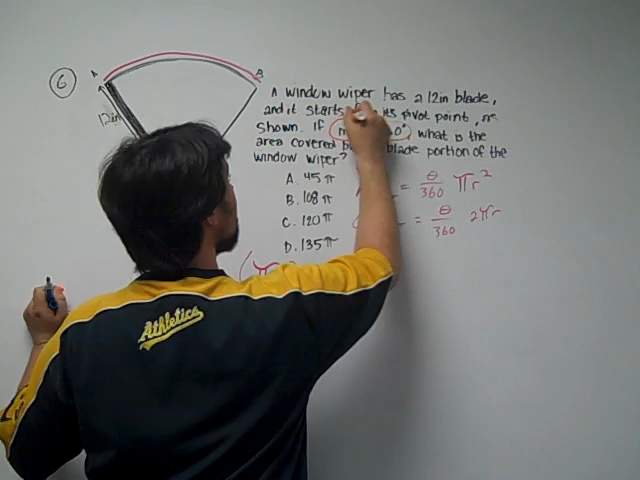 6
A
B
12in
A window wiper has a 12in blade,
and it starts its pivot point, as
shown. If m 0°, what is the
area covered blade portion of the
window wiper?
A. 45π
B. 108π
C. 120π
D. 135π
= θ/360 πr²
= θ/360 2πr
(π
Athletics